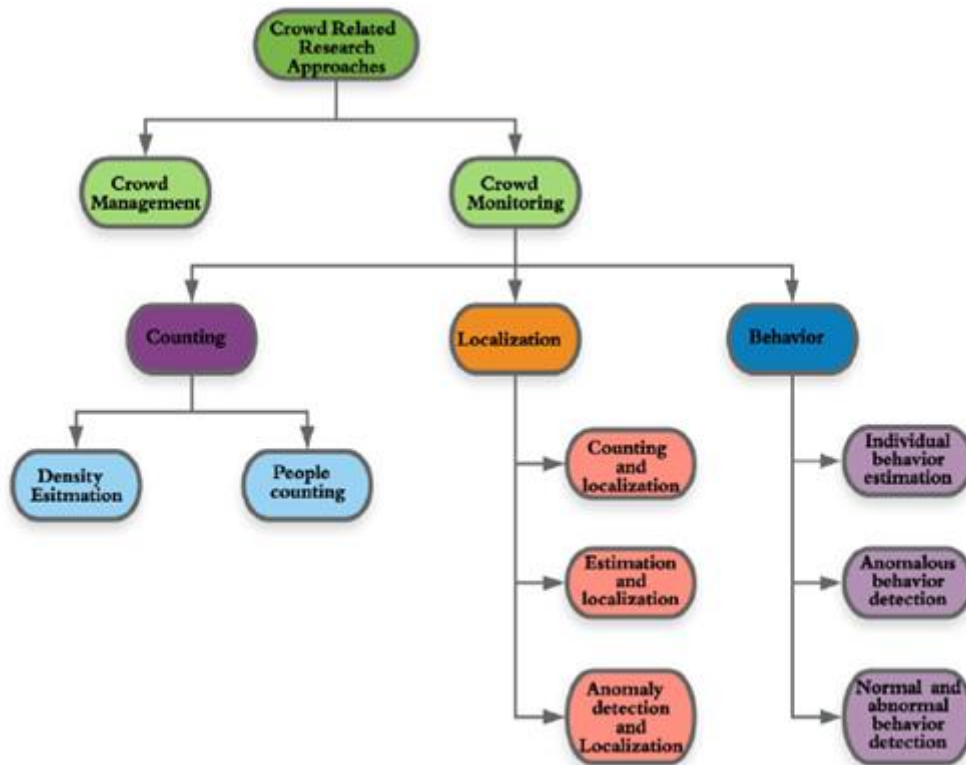 Crowd Related
Research
Approaches
Crowd
Management
Crowd
Monitoring
Counting
Localization
Behavior
Density
Esitmation
People
counting
Counting
and
localization
Individual
behavior
estimation
Estimation
and
localization
Anomalous
behavior
detection
Anomaly
detection
and
Localization
Normal and
abnormal
behavior
detection